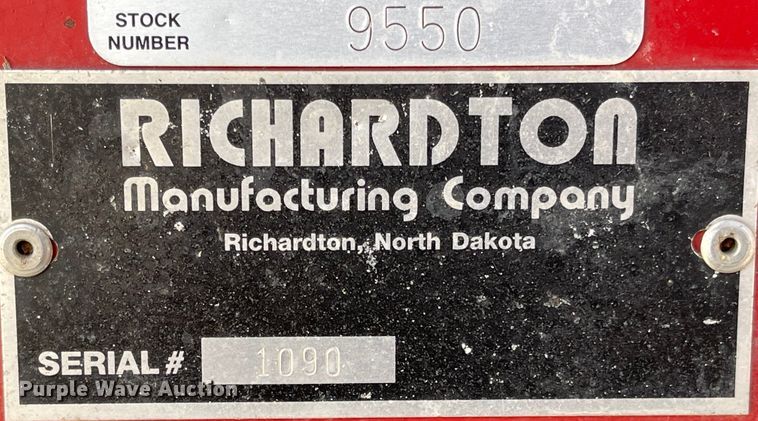 STOCK
NUMBER 9550
RICHARDTON
Manufacturing Company
Richardton, North Dakota
SERIAL # 1090
Purple Wave Auction